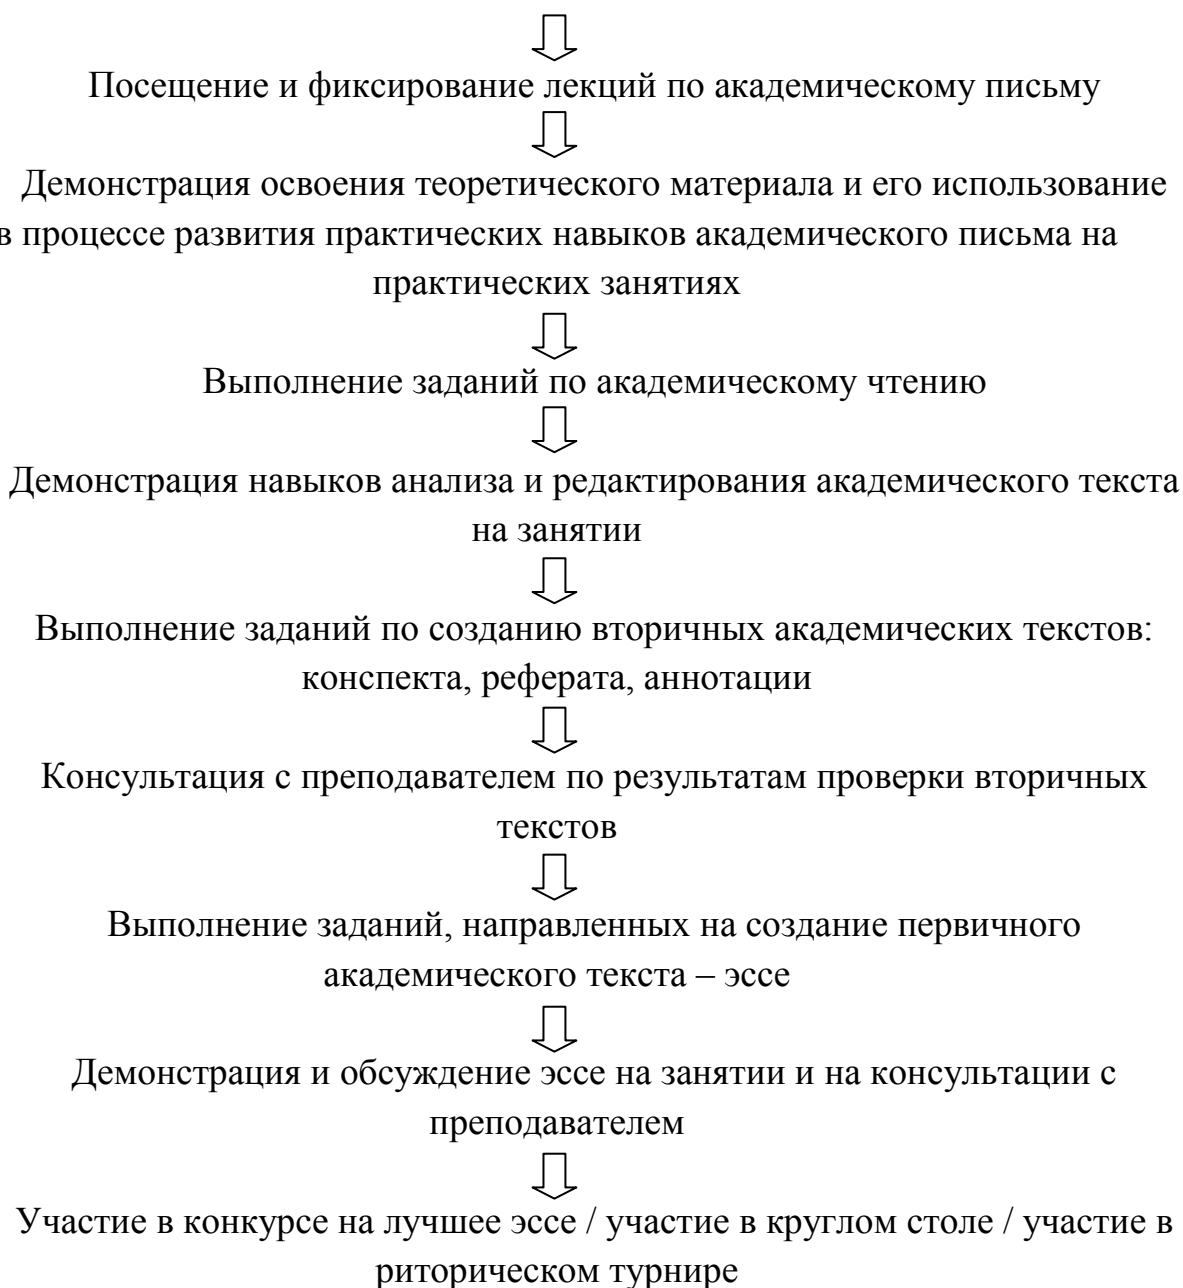 Посещение и фиксирование лекций по академическому письму
Демонстрация освоения теоретического материала и его использование
в процессе развития практических навыков академического письма на
практических занятиях
Выполнение заданий по академическому чтению
Демонстрация навыков анализа и редактирования академического текста
на занятии
Выполнение заданий по созданию вторичных академических текстов:
конспекта, реферата, аннотации
Консультация с преподавателем по результатам проверки вторичных
текстов
Выполнение заданий, направленных на создание первичного
академического текста – эссе
Демонстрация и обсуждение эссе на занятии и на консультации с
преподавателем
Участие в конкурсе на лучшее эссе / участие в круглом столе / участие в
риторическом турнире